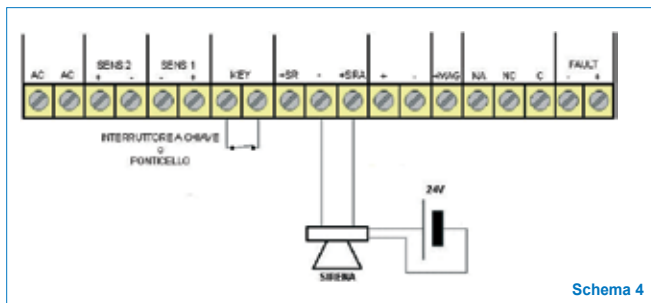 SENS 2 SENS 1 FAULT
AC AC + - - + KEY +SR - +SRA + - +MAG NA NC C - +
INTERRUTTORE A CHIAVE
O
PONTICELLO
24V
SIRENA
Schema 4